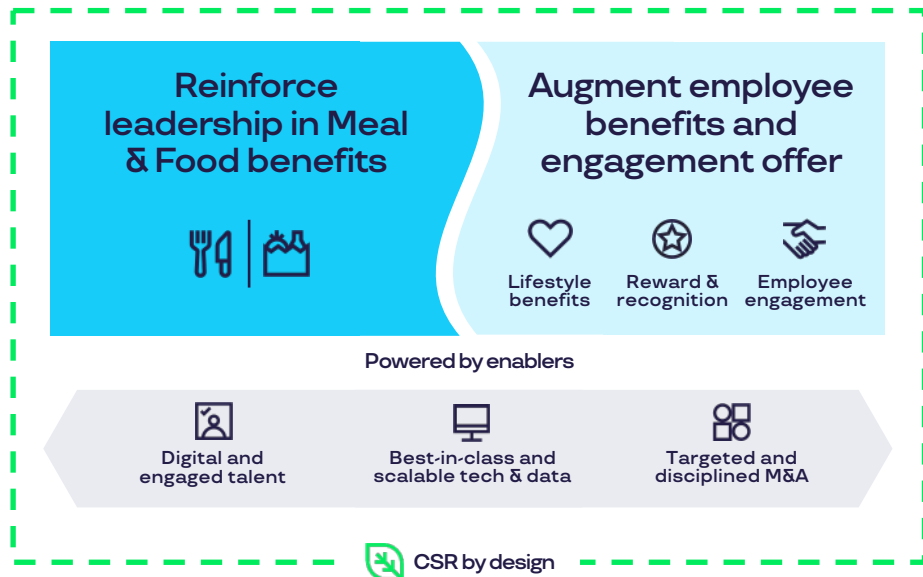 Reinforce
leadership in Meal
& Food benefits
Augment employee
benefits and
engagement offer
Lifestyle
benefits
Reward &
recognition
Employee
engagement
Powered by enablers
Digital and
engaged talent
Best-in-class and
scalable tech & data
Targeted and
disciplined M&A
CSR by design